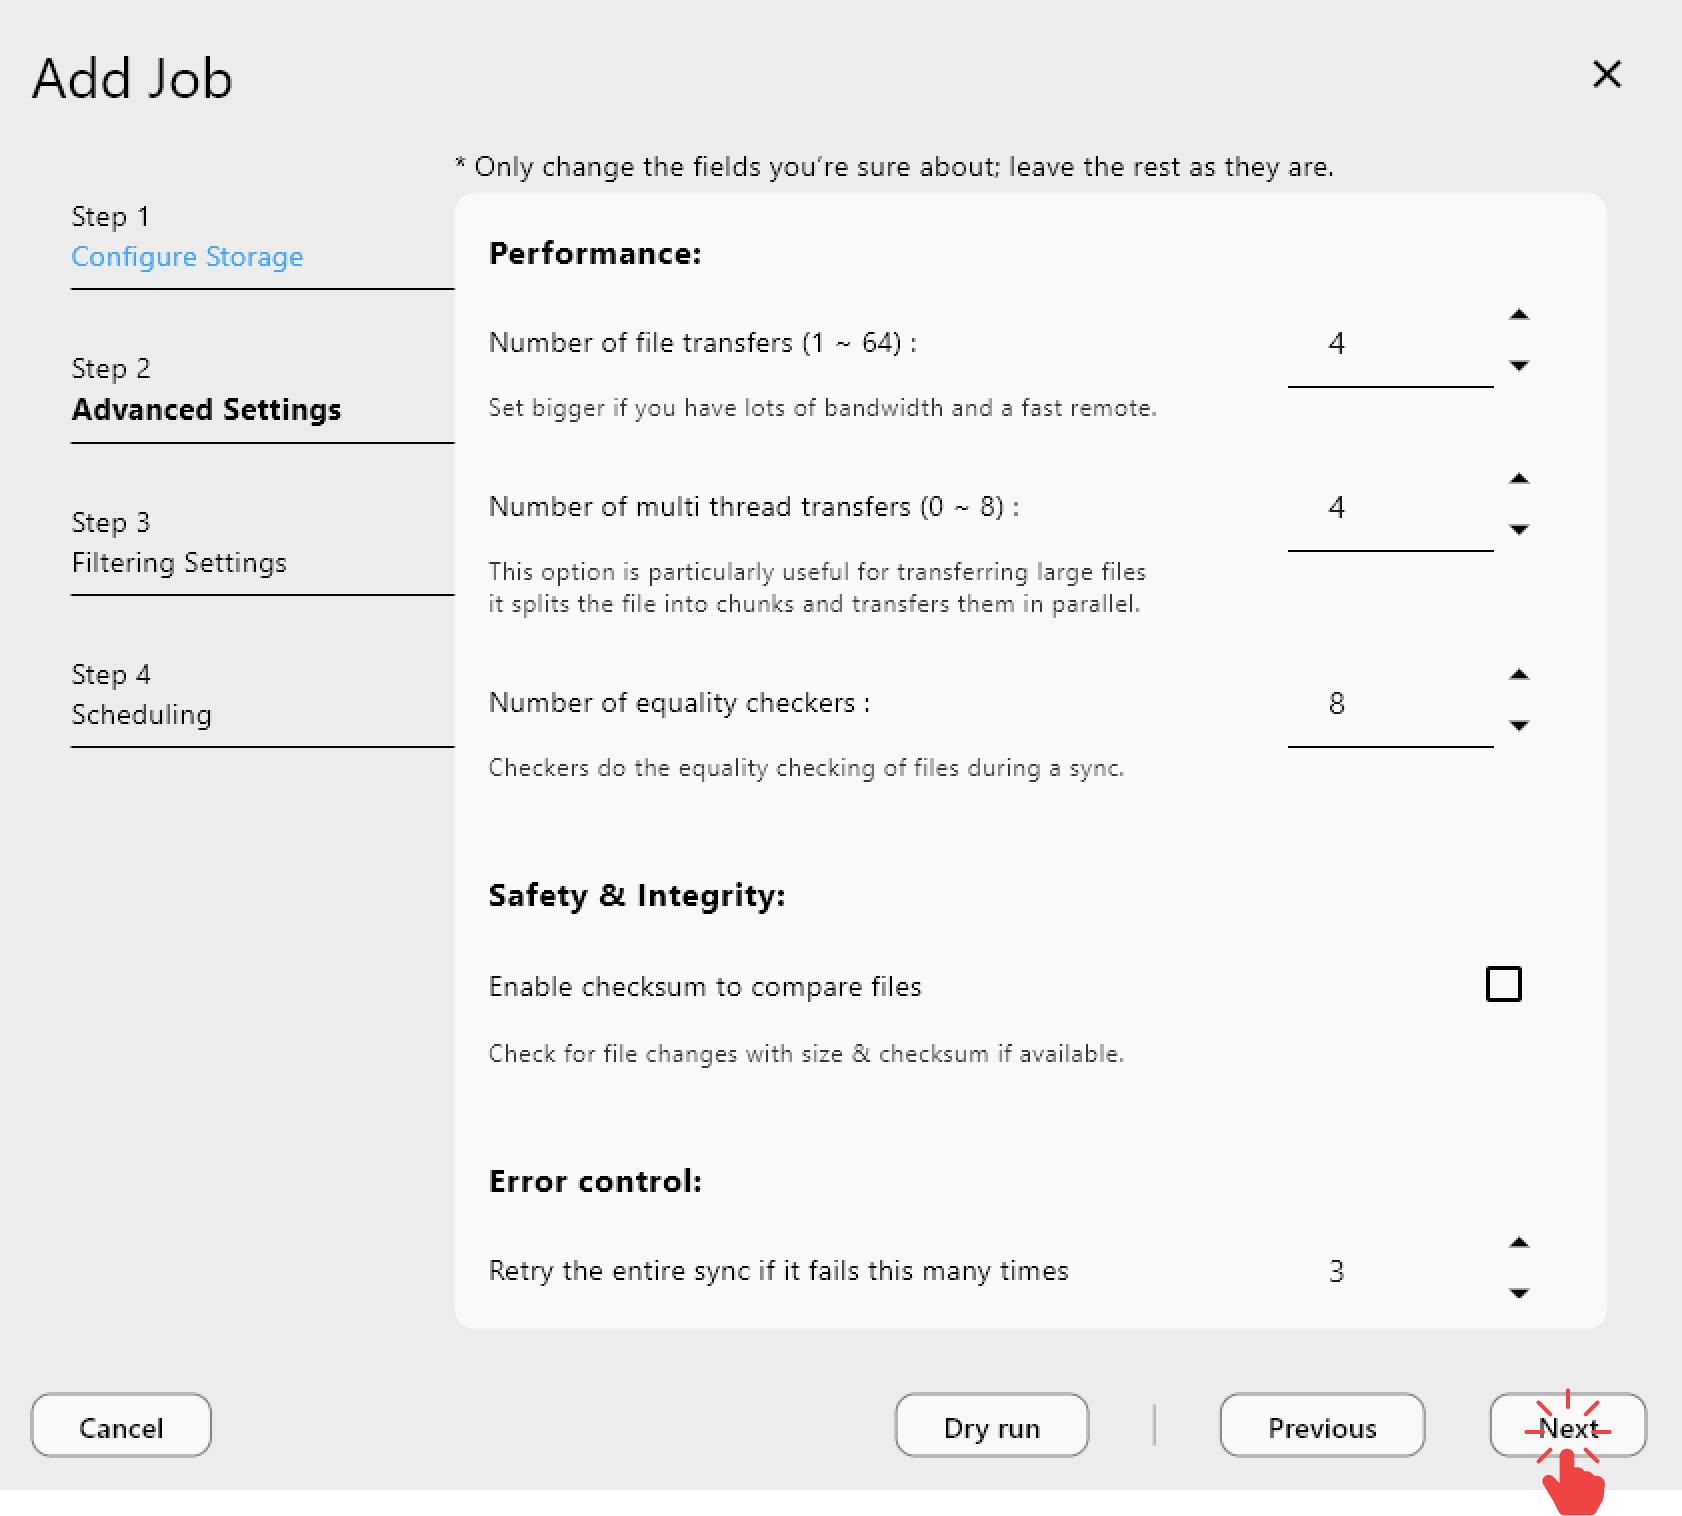 Add Job
* Only change the fields you’re sure about; leave the rest as they are.
Step 1
Configure Storage
Step 2
Advanced Settings
Step 3
Filtering Settings
Step 4
Scheduling
Performance:
Number of file transfers (1 ~ 64) :
4
Set bigger if you have lots of bandwidth and a fast remote.
Number of multi thread transfers (0 ~ 8) :
4
This option is particularly useful for transferring large files
it splits the file into chunks and transfers them in parallel.
Number of equality checkers :
8
Checkers do the equality checking of files during a sync.
Safety & Integrity:
Enable checksum to compare files
Check for file changes with size & checksum if available.
Error control:
Retry the entire sync if it fails this many times
3
Cancel
Dry run
Previous
Next